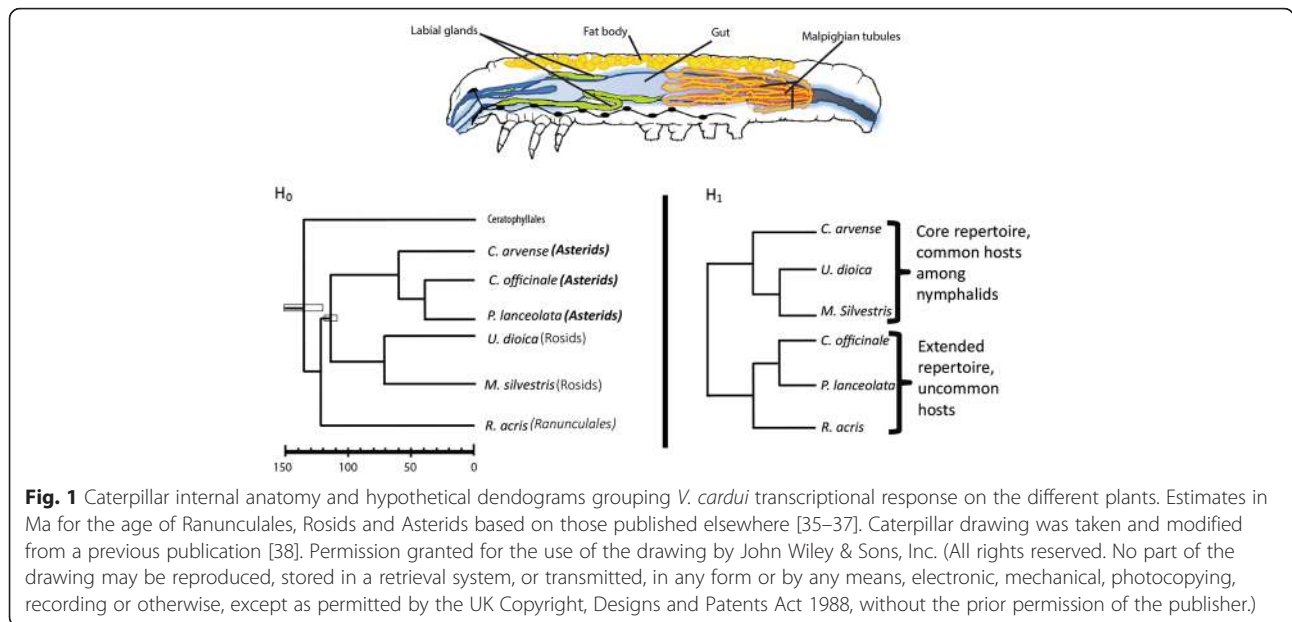 Labial glands
Fat body
Gut
Malpighian tubules
H0
Ceratophyllales
C. arvense (Asterids)
C. officinale (Asterids)
P. lanceolata (Asterids)
U. dioica (Rosids)
M. silvestris (Rosids)
R. acris (Ranunculales)
150 100 50 0
H1
C. arvense
U. dioica
M. Silvestris
C. officinale
P. lanceolata
R. acris
Core repertoire,
common hosts
among
nymphalids
Extended
repertoire,
uncommon
hosts
Fig. 1 Caterpillar internal anatomy and hypothetical dendograms grouping V. cardui transcriptional response on the different plants. Estimates in
Ma for the age of Ranunculales, Rosids and Asterids based on those published elsewhere [35–37]. Caterpillar drawing was taken and modified
from a previous publication [38]. Permission granted for the use of the drawing by John Wiley & Sons, Inc. (All rights reserved. No part of the
drawing may be reproduced, stored in a retrieval system, or transmitted, in any form or by any means, electronic, mechanical, photocopying,
recording or otherwise, except as permitted by the UK Copyright, Designs and Patents Act 1988, without the prior permission of the publisher.)